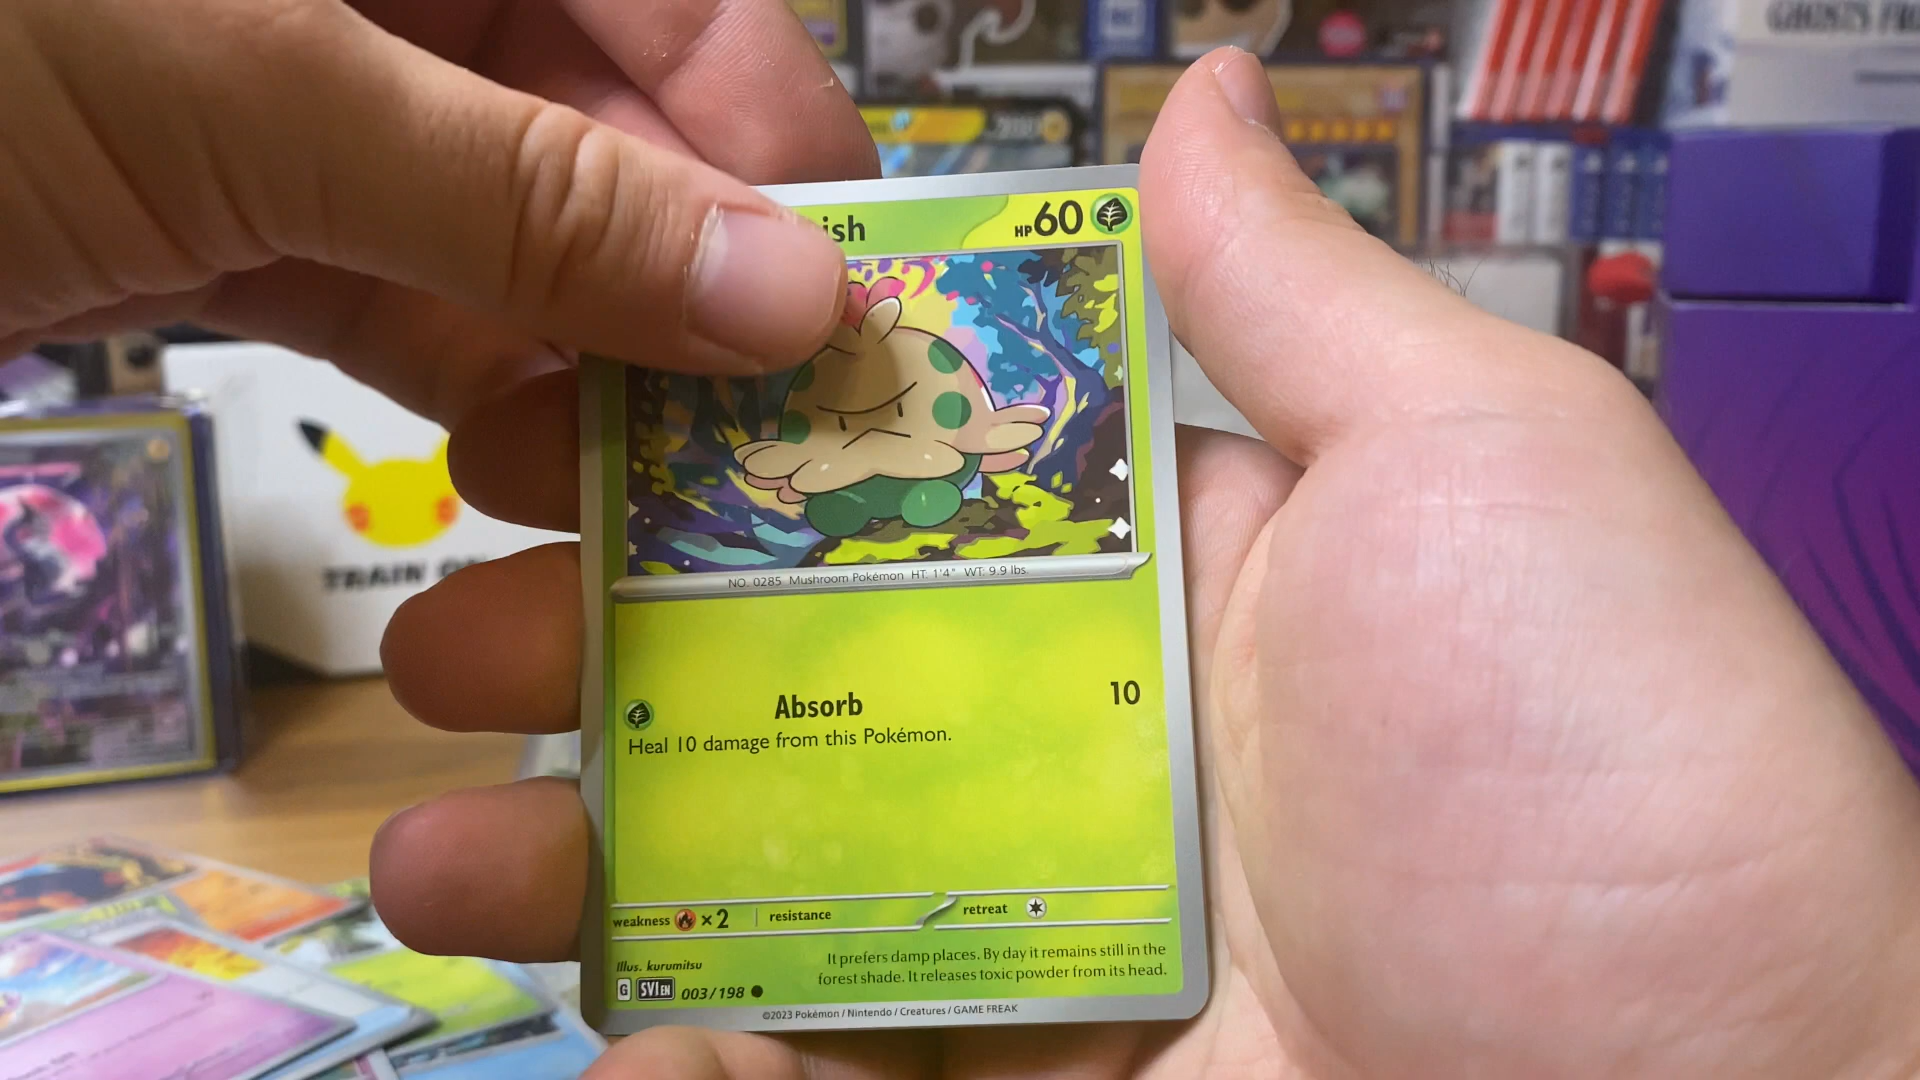 GHOSTS FR
200
ish HP 60
TRAIN O
NO. 0285 Mushroom Pokémon HT: 1'4" WT: 9.9 lbs.
Absorb 10
Heal 10 damage from this Pokémon.
weakness ×2 resistance retreat
It prefers damp places. By day it remains still in the
forest shade. It releases toxic powder from its head.
Illus. kurumitsu
G SVI EN 003/198
©2023 Pokémon / Nintendo / Creatures / GAME FREAK